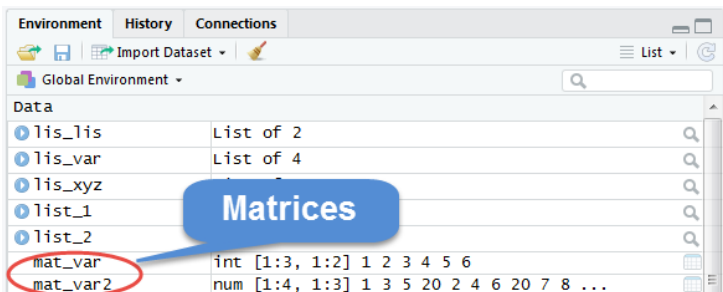 Environment History Connections
Import Dataset List
Global Environment
Data
lis_lis List of 2
lis_var List of 4
lis_xyz
list_1
list_2
Matrices
mat_var int [1:3, 1:2] 1 2 3 4 5 6
mat_var2 num [1:4, 1:3] 1 3 5 20 2 4 6 20 7 8 ...